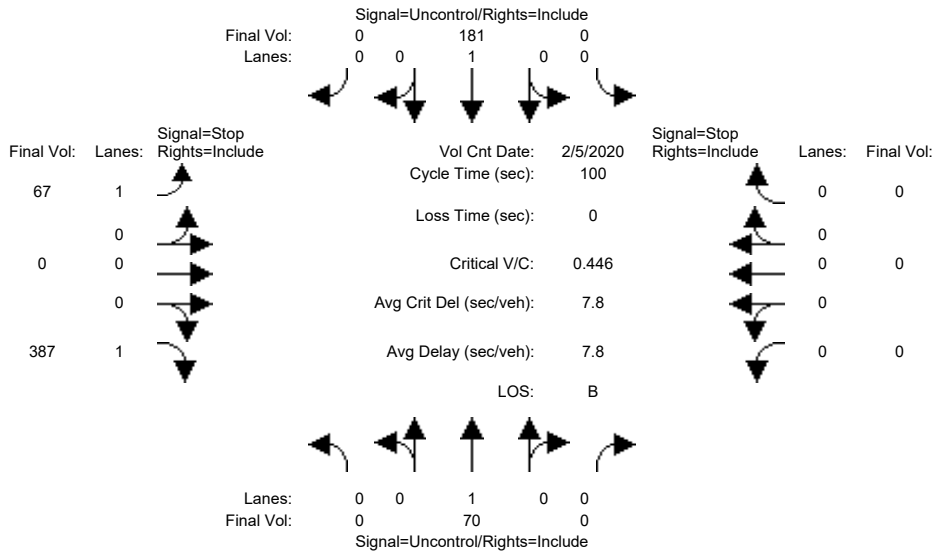 Signal=Uncontrol/Rights=Include
Final Vol: 0 181 0
Lanes: 0 0 1 0 0
Signal=Stop Signal=Stop
Final Vol: Lanes: Rights=Include Vol Cnt Date: 2/5/2020 Rights=Include Lanes: Final Vol:
Cycle Time (sec): 100
67 1 0 0
Loss Time (sec): 0
0 0
0 0 Critical V/C: 0.446 0 0
0 Avg Crit Del (sec/veh): 7.8 0
387 1 Avg Delay (sec/veh): 7.8 0 0
LOS: B
Lanes: 0 0 1 0 0
Final Vol: 0 70 0
Signal=Uncontrol/Rights=Include